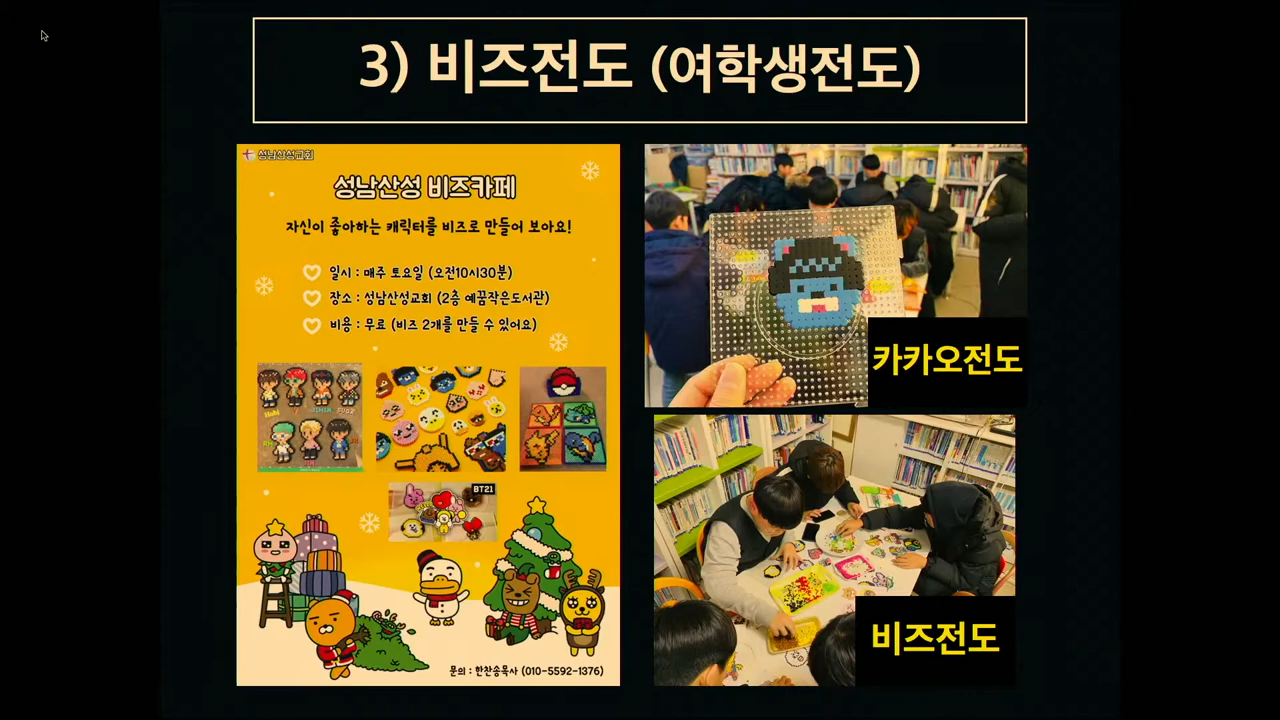 3) 비즈전도 (여학생전도)
성남산성교회
성남산성 비즈카페
자신이 좋아하는 캐릭터를 비즈로 만들어 보아요!
일시 : 매주 토요일 (오전10시30분)
장소 : 성남산성교회 (2층 예꿈작은도서관)
비용 : 무료 (비즈 2개를 만들 수 있어요)
BT21
문의 : 한찬송목사 (010-5592-1376)
카카오전도
비즈전도